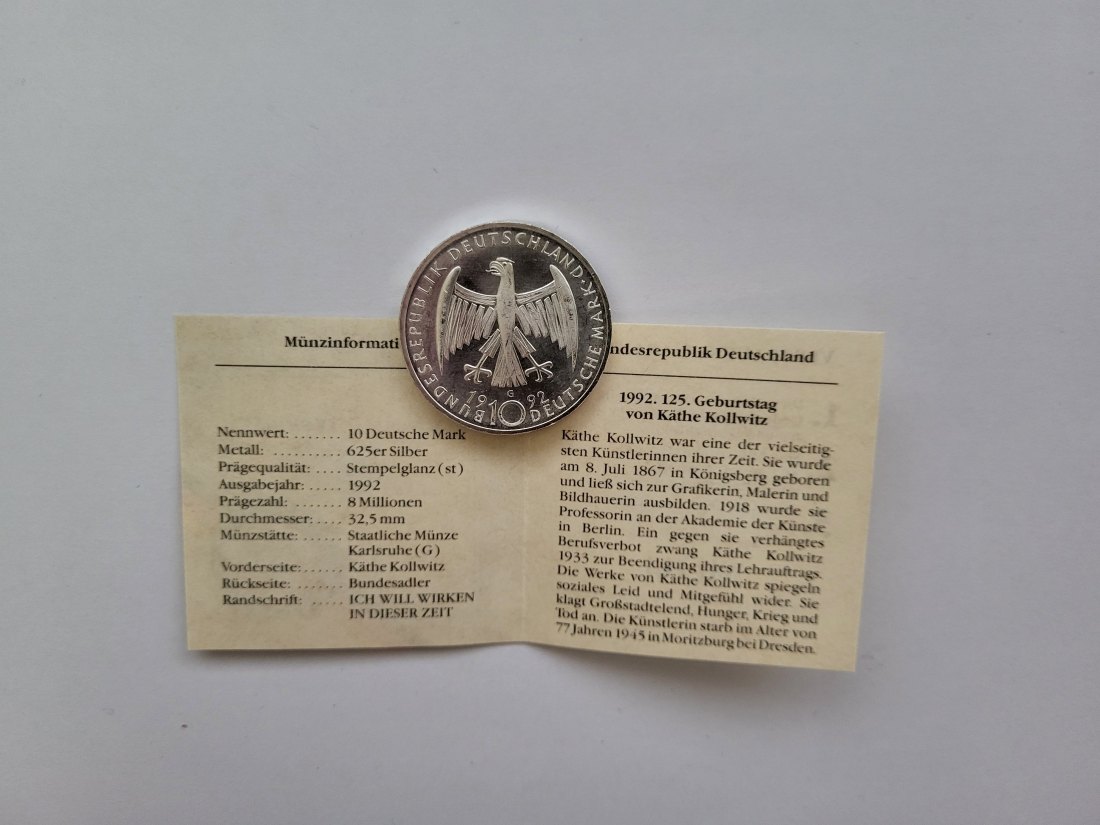 BUNDESREPUBLIK DEUTSCHLAND · DEUTSCHE MARK
G
1992
10
Münzinformati
ndesrepublik Deutschland
Nennwert: ....... 10 Deutsche Mark
Metall: ......... 625er Silber
Prägequalität: .... Stempelglanz (st)
Ausgabejahr: .... 1992
Prägezahl: ....... 8 Millionen
Durchmesser: .... 32,5 mm
Münzstätte: ...... Staatliche Münze
Karlsruhe (G)
Vorderseite: ..... Käthe Kollwitz
Rückseite: ...... Bundesadler
Randschrift: ..... ICH WILL WIRKEN
IN DIESER ZEIT
1992. 125. Geburtstag
von Käthe Kollwitz
Käthe Kollwitz war eine der vielseitig-
sten Künstlerinnen ihrer Zeit. Sie wurde
am 8. Juli 1867 in Königsberg geboren
und ließ sich zur Grafikerin, Malerin und
Bildhauerin ausbilden. 1918 wurde sie
Professorin an der Akademie der Künste
in Berlin. Ein gegen sie verhängtes
Berufsverbot zwang Käthe Kollwitz
1933 zur Beendigung ihres Lehrauftrags.
Die Werke von Käthe Kollwitz spiegeln
soziales Leid und Mitgefühl wider. Sie
klagt Großstadtelend, Hunger, Krieg und
Tod an. Die Künstlerin starb im Alter von
77 Jahren 1945 in Moritzburg bei Dresden.